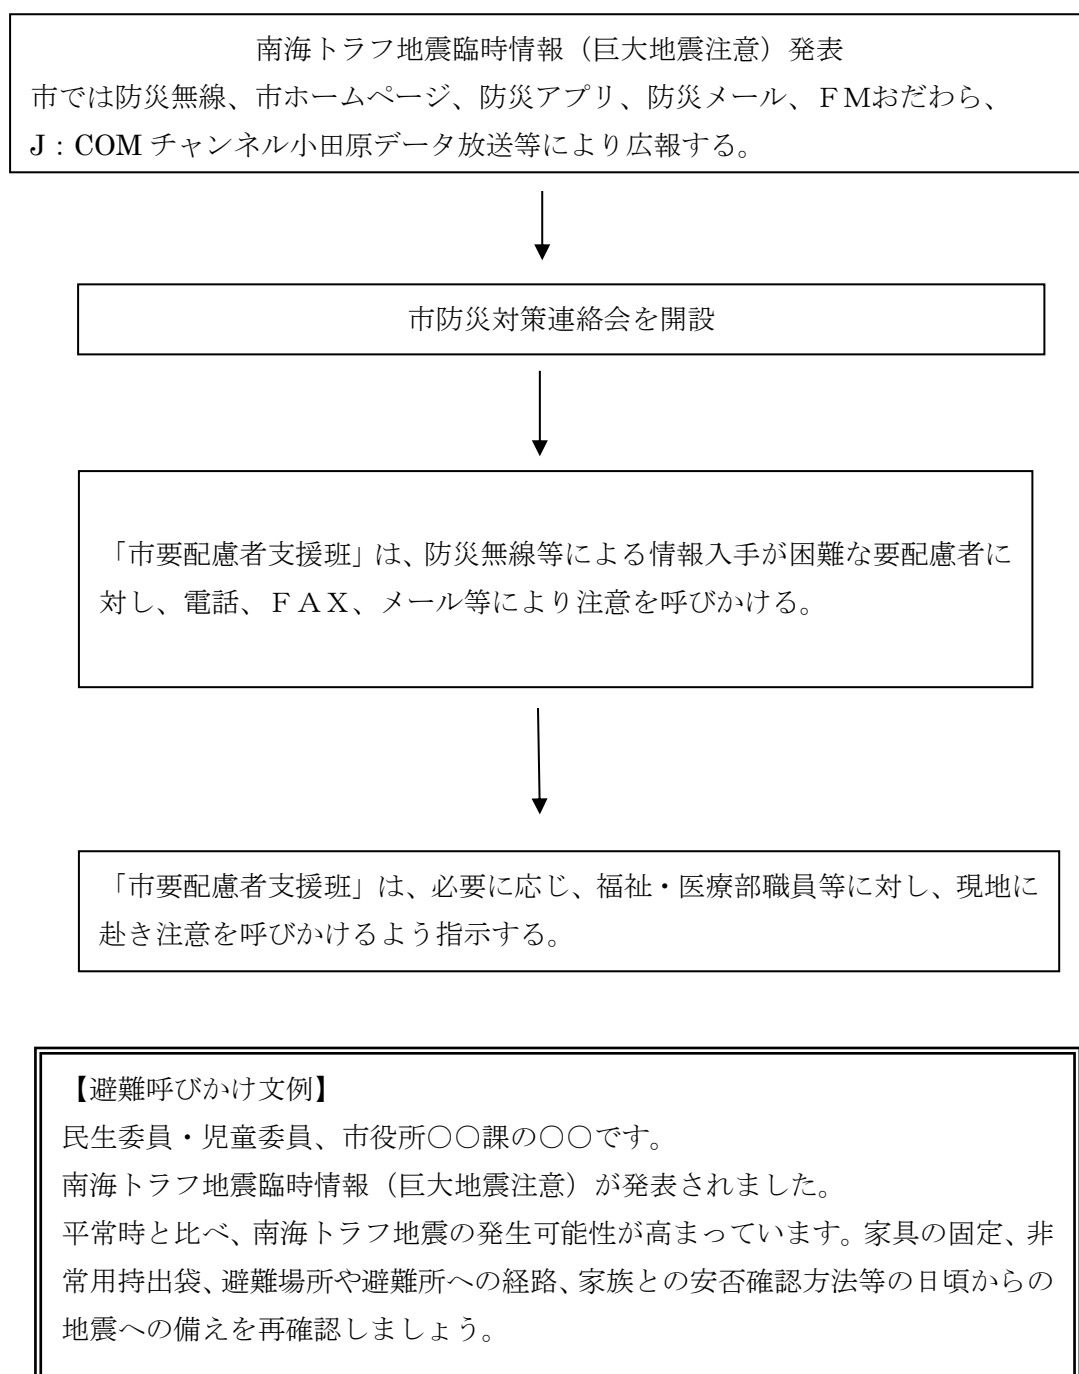 南海トラフ地震臨時情報（巨大地震注意）発表
市では防災無線、市ホームページ、防災アプリ、防災メール、ＦＭおだわら、
J：COM チャンネル小田原データ放送等により広報する。
市防災対策連絡会を開設
「市要配慮者支援班」は、防災無線等による情報入手が困難な要配慮者に
対し、電話、ＦＡＸ、メール等により注意を呼びかける。
「市要配慮者支援班」は、必要に応じ、福祉・医療部職員等に対し、現地に
赴き注意を呼びかけるよう指示する。
【避難呼びかけ文例】
民生委員・児童委員、市役所〇〇課の〇〇です。
南海トラフ地震臨時情報（巨大地震注意）が発表されました。
平常時と比べ、南海トラフ地震の発生可能性が高まっています。家具の固定、非
常用持出袋、避難場所や避難所への経路、家族との安否確認方法等の日頃からの
地震への備えを再確認しましょう。